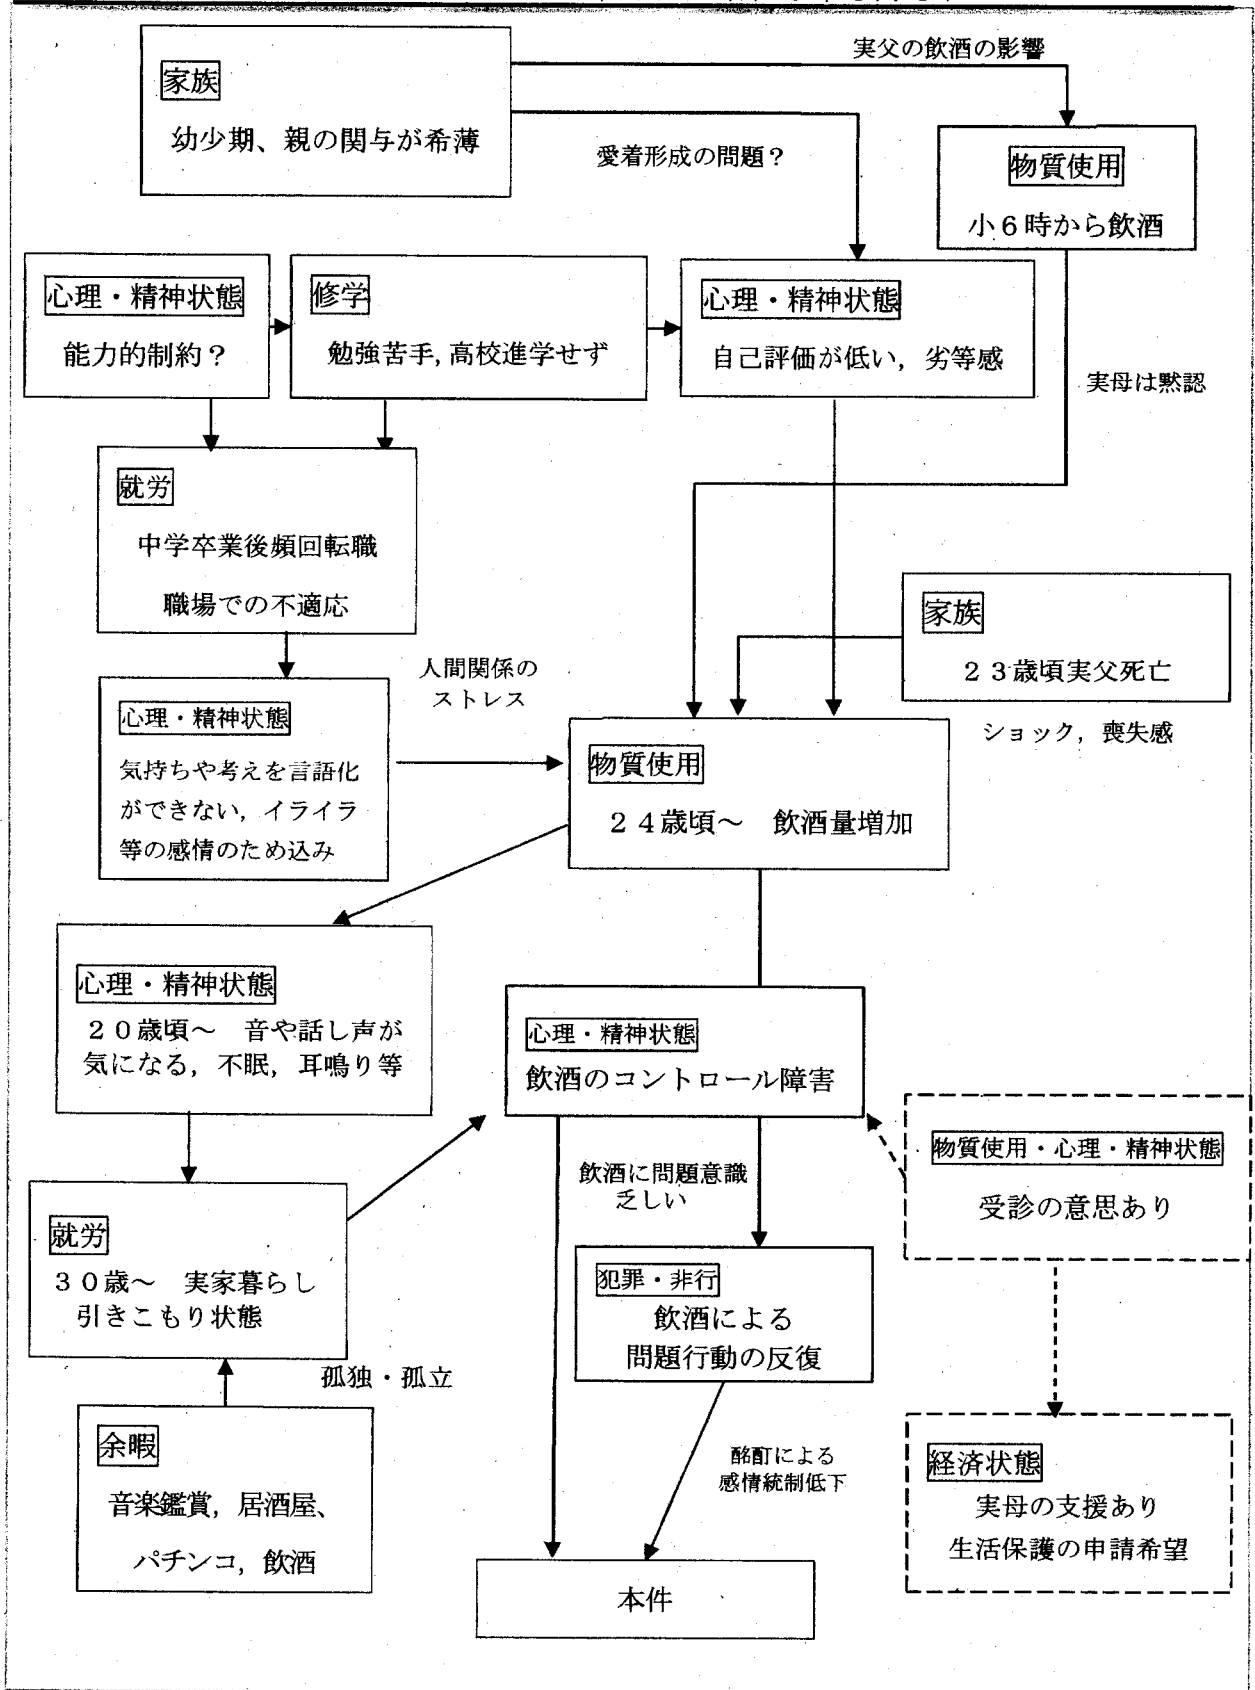 実父の飲酒の影響
家族
幼少期、親の関与が希薄
愛着形成の問題？
物質使用
小６時から飲酒
心理・精神状態
能力的制約？
修学
勉強苦手，高校進学せず
心理・精神状態
自己評価が低い，劣等感
実母は黙認
就労
中学卒業後頻回転職
職場での不適応
家族
２３歳頃実父死亡
ショック，喪失感
人間関係の
ストレス
心理・精神状態
気持ちや考えを言語化
ができない，イライラ
等の感情のため込み
物質使用
２４歳頃～　飲酒量増加
心理・精神状態
２０歳頃～　音や話し声が
気になる，不眠，耳鳴り等
心理・精神状態
飲酒のコントロール障害
物質使用・心理・精神状態
受診の意思あり
飲酒に問題意識
乏しい
就労
３０歳～　実家暮らし
引きこもり状態
犯罪・非行
飲酒による
問題行動の反復
孤独・孤立
余暇
音楽鑑賞，居酒屋、
パチンコ，飲酒
酩酊による
感情統制低下
経済状態
実母の支援あり
生活保護の申請希望
本件